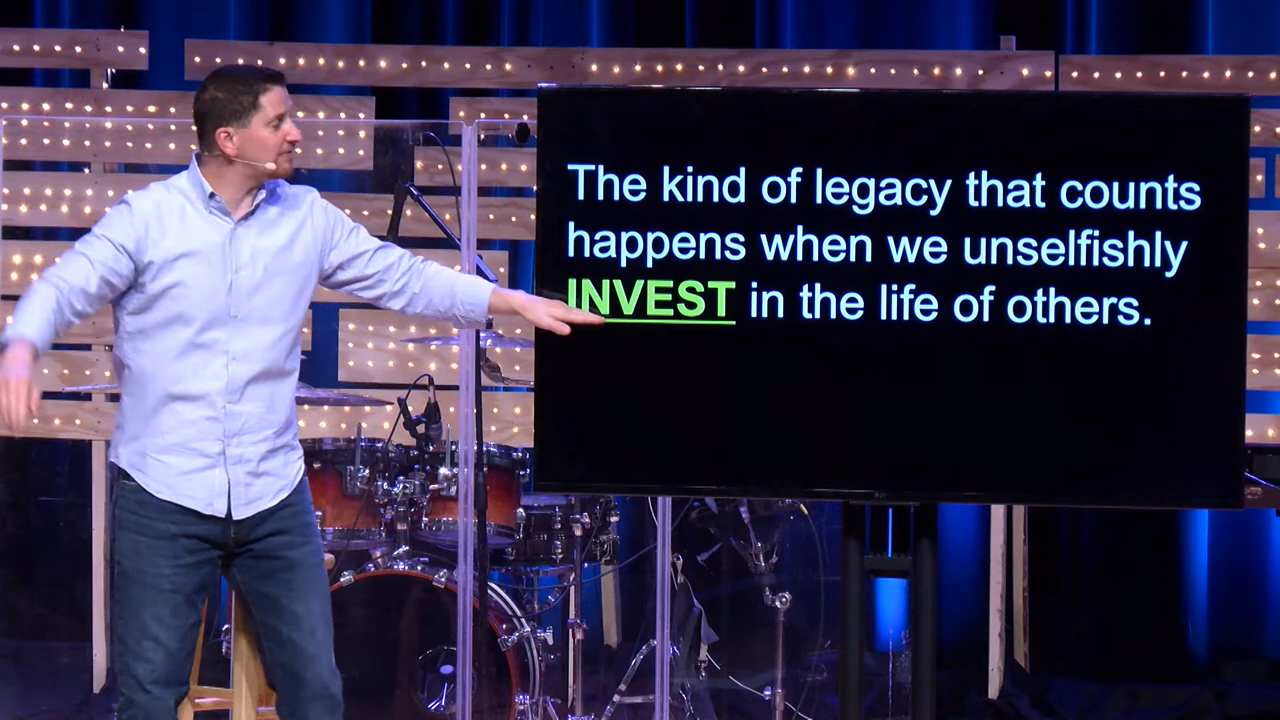 The kind of legacy that counts
happens when we unselfishly
INVEST in the life of others.